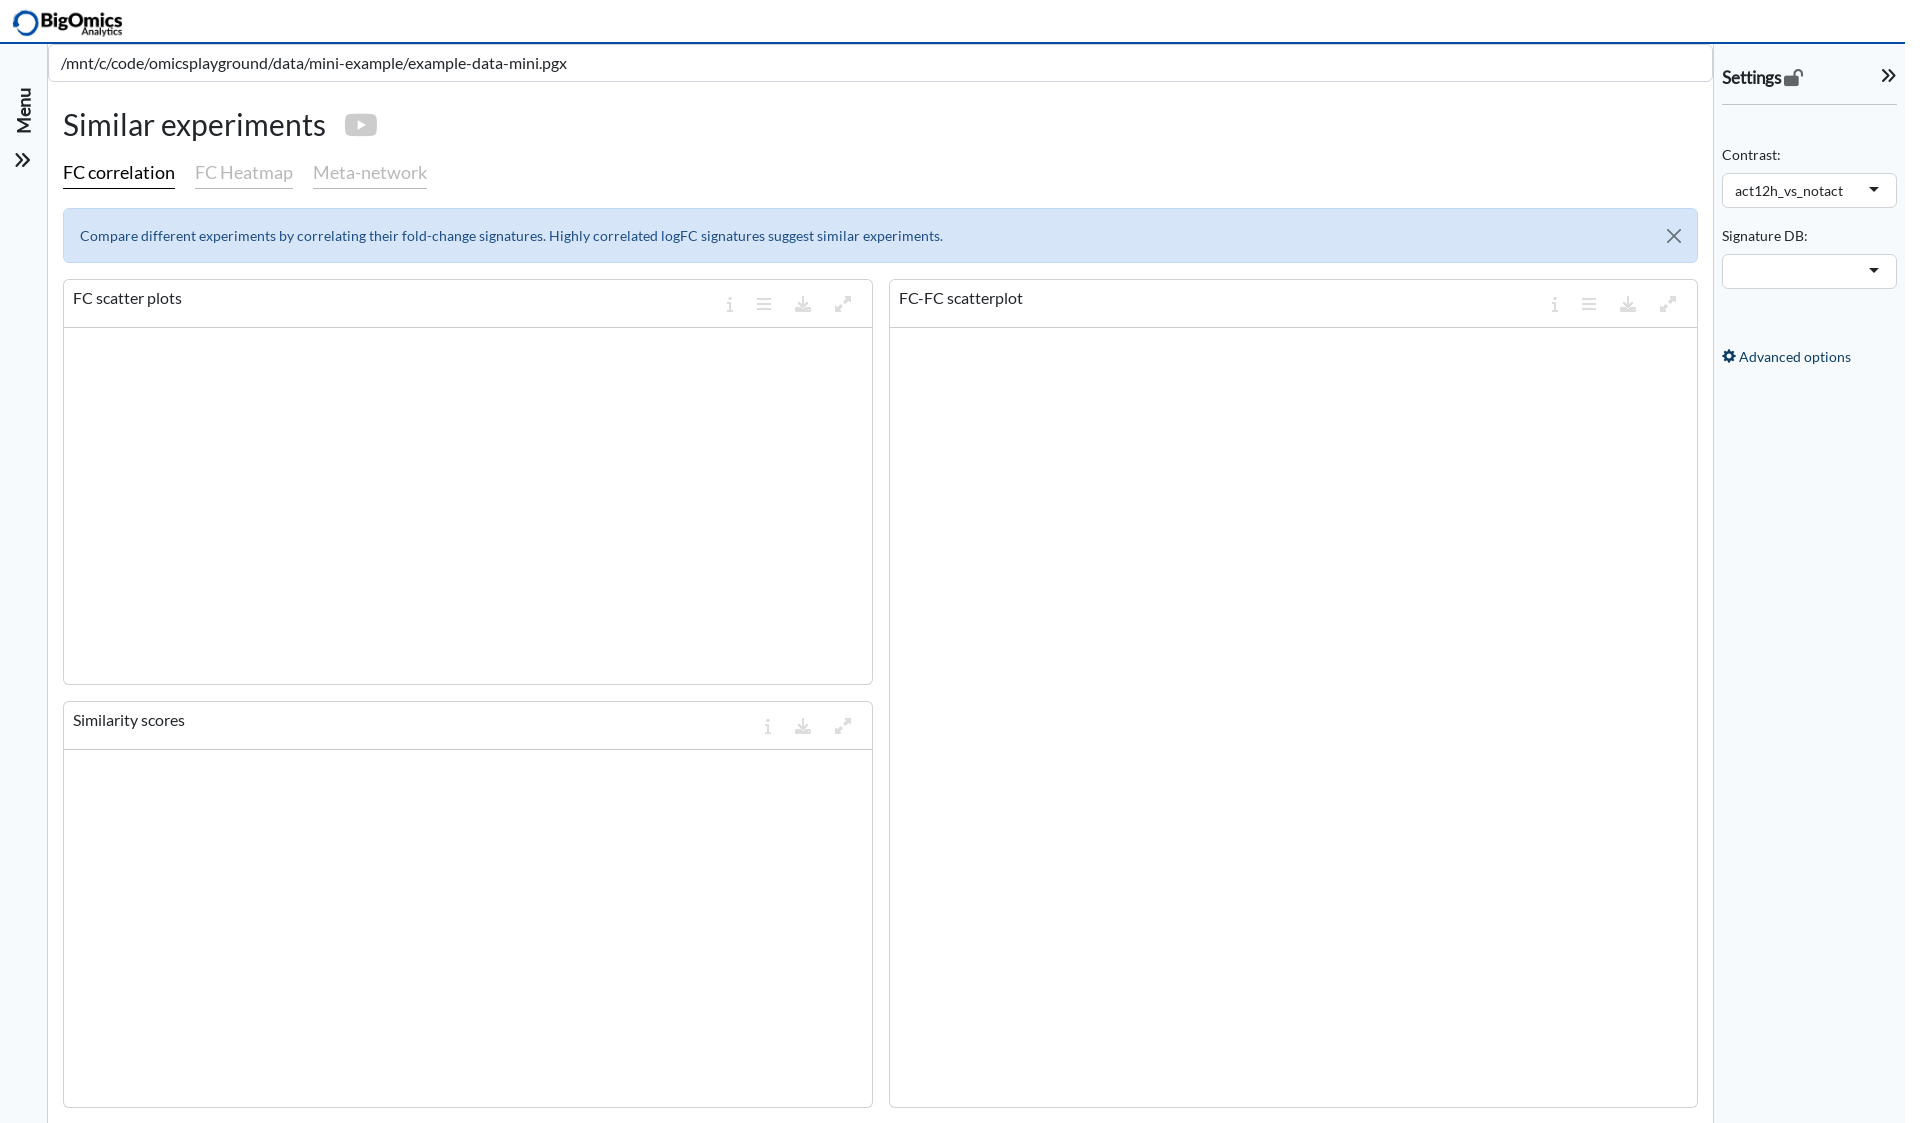 BigOmics
Analytics
/mnt/c/code/omicsplayground/data/mini-example/example-data-mini.pgx
Menu
Similar experiments
FC correlation FC Heatmap Meta-network
Compare different experiments by correlating their fold-change signatures. Highly correlated logFC signatures suggest similar experiments.
FC scatter plots
FC-FC scatterplot
Similarity scores
Settings
Contrast:
act12h_vs_notact
Signature DB:
Advanced options